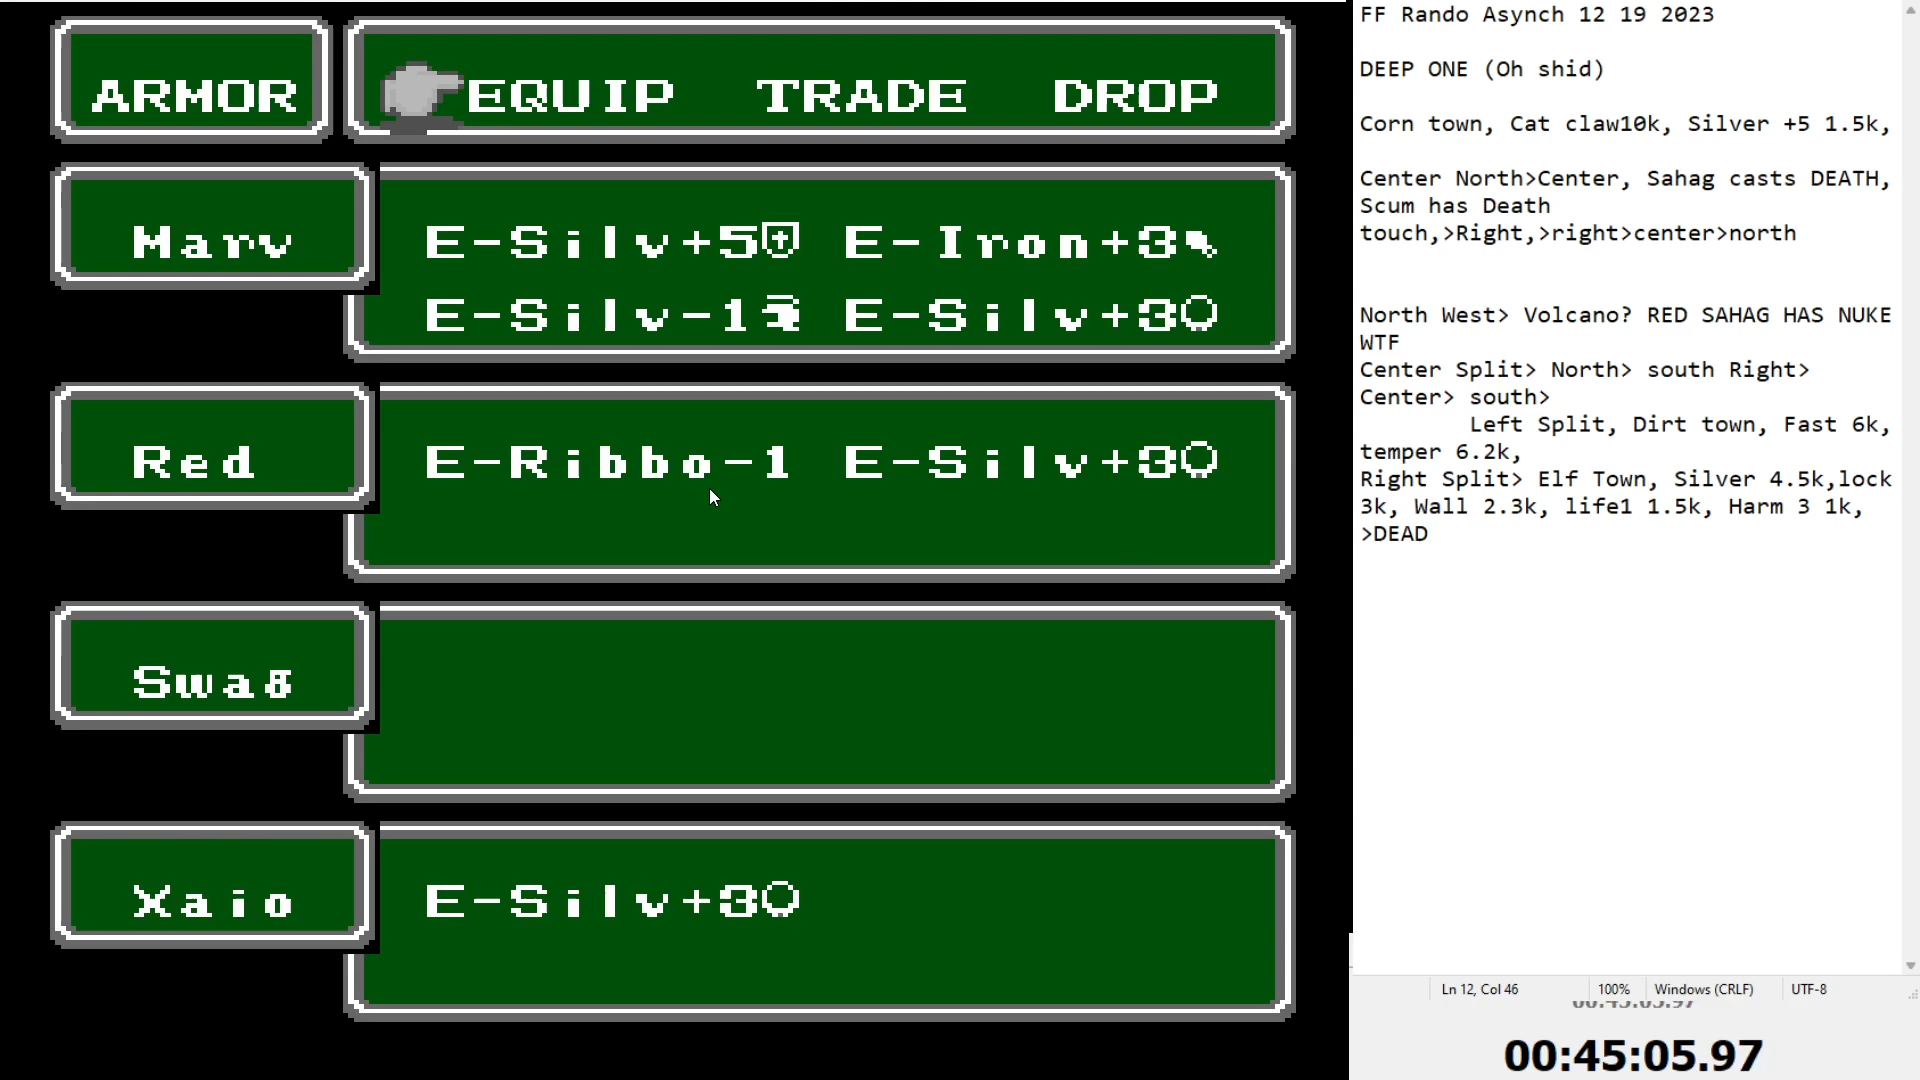 ARMOR EQUIP TRADE DROP
Marv E-Silv+5 E-Iron+3
E-Silv-1 E-Silv+3
Red E-Ribbo-1 E-Silv+3
Swag
Xaio E-Silv+3
FF Rando Asynch 12 19 2023
DEEP ONE (Oh shid)
Corn town, Cat claw10k, Silver +5 1.5k,
Center North>Center, Sahag casts DEATH,
Scum has Death
touch,>Right,>right>center>north
North West> Volcano? RED SAHAG HAS NUKE
WTF
Center Split> North> south Right>
Center> south>
Left Split, Dirt town, Fast 6k,
temper 6.2k,
Right Split> Elf Town, Silver 4.5k,lock
3k, Wall 2.3k, life1 1.5k, Harm 3 1k,
>DEAD
Ln 12, Col 46 100% Windows (CRLF) UTF-8
00:45:05.97